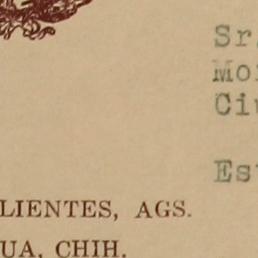 Sr.
Mo
Ci
Es
LIENTES, AGS.
UA, CHIH.